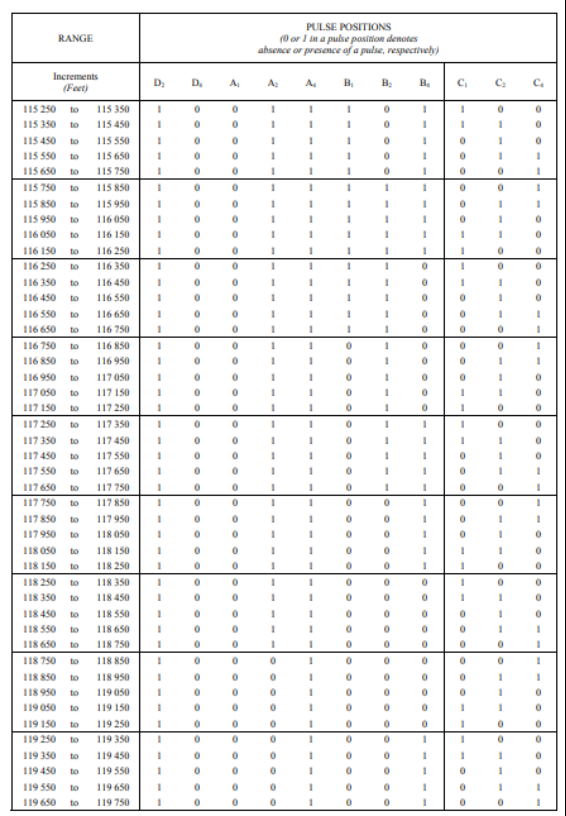 RANGE
PULSE POSITIONS
(0 or 1 in a pulse position denotes
absence or presence of a pulse, respectively)
Increments
(Feet)
D₂ D₄ A₁ A₂ A₄ B₁ B₂ B₄ C₁ C₂ C₄
115 250 to 115 350 1 0 0 1 1 1 0 1 1 0 0
115 350 to 115 450 1 0 0 1 1 1 0 1 1 1 0
115 450 to 115 550 1 0 0 1 1 1 0 1 0 1 0
115 550 to 115 650 1 0 0 1 1 1 0 1 0 1 1
115 650 to 115 750 1 0 0 1 1 1 0 1 0 0 1
115 750 to 115 850 1 0 0 1 1 1 1 1 0 0 1
115 850 to 115 950 1 0 0 1 1 1 1 1 0 1 1
115 950 to 116 050 1 0 0 1 1 1 1 1 0 1 0
116 050 to 116 150 1 0 0 1 1 1 1 1 1 1 0
116 150 to 116 250 1 0 0 1 1 1 1 1 1 0 0
116 250 to 116 350 1 0 0 1 1 1 1 0 1 0 0
116 350 to 116 450 1 0 0 1 1 1 1 0 1 1 0
116 450 to 116 550 1 0 0 1 1 1 1 0 0 1 0
116 550 to 116 650 1 0 0 1 1 1 1 0 0 1 1
116 650 to 116 750 1 0 0 1 1 1 1 0 0 0 1
116 750 to 116 850 1 0 0 1 1 0 1 0 0 0 1
116 850 to 116 950 1 0 0 1 1 0 1 0 0 1 1
116 950 to 117 050 1 0 0 1 1 0 1 0 0 1 0
117 050 to 117 150 1 0 0 1 1 0 1 0 1 1 0
117 150 to 117 250 1 0 0 1 1 0 1 0 1 0 0
117 250 to 117 350 1 0 0 1 1 0 1 1 1 0 0
117 350 to 117 450 1 0 0 1 1 0 1 1 1 1 0
117 450 to 117 550 1 0 0 1 1 0 1 1 0 1 0
117 550 to 117 650 1 0 0 1 1 0 1 1 0 1 1
117 650 to 117 750 1 0 0 1 1 0 1 1 0 0 1
117 750 to 117 850 1 0 0 1 1 0 0 1 0 0 1
117 850 to 117 950 1 0 0 1 1 0 0 1 0 1 1
117 950 to 118 050 1 0 0 1 1 0 0 1 0 1 0
118 050 to 118 150 1 0 0 1 1 0 0 1 1 1 0
118 150 to 118 250 1 0 0 1 1 0 0 1 1 0 0
118 250 to 118 350 1 0 0 1 1 0 0 0 1 0 0
118 350 to 118 450 1 0 0 1 1 0 0 0 1 1 0
118 450 to 118 550 1 0 0 1 1 0 0 0 0 1 0
118 550 to 118 650 1 0 0 1 1 0 0 0 0 1 1
118 650 to 118 750 1 0 0 1 1 0 0 0 0 0 1
118 750 to 118 850 1 0 0 0 1 0 0 0 0 0 1
118 850 to 118 950 1 0 0 0 1 0 0 0 0 1 1
118 950 to 119 050 1 0 0 0 1 0 0 0 0 1 0
119 050 to 119 150 1 0 0 0 1 0 0 0 1 1 0
119 150 to 119 250 1 0 0 0 1 0 0 0 1 0 0
119 250 to 119 350 1 0 0 0 1 0 0 1 1 0 0
119 350 to 119 450 1 0 0 0 1 0 0 1 1 1 0
119 450 to 119 550 1 0 0 0 1 0 0 1 0 1 0
119 550 to 119 650 1 0 0 0 1 0 0 1 0 1 1
119 650 to 119 750 1 0 0 0 1 0 0 1 0 0 1